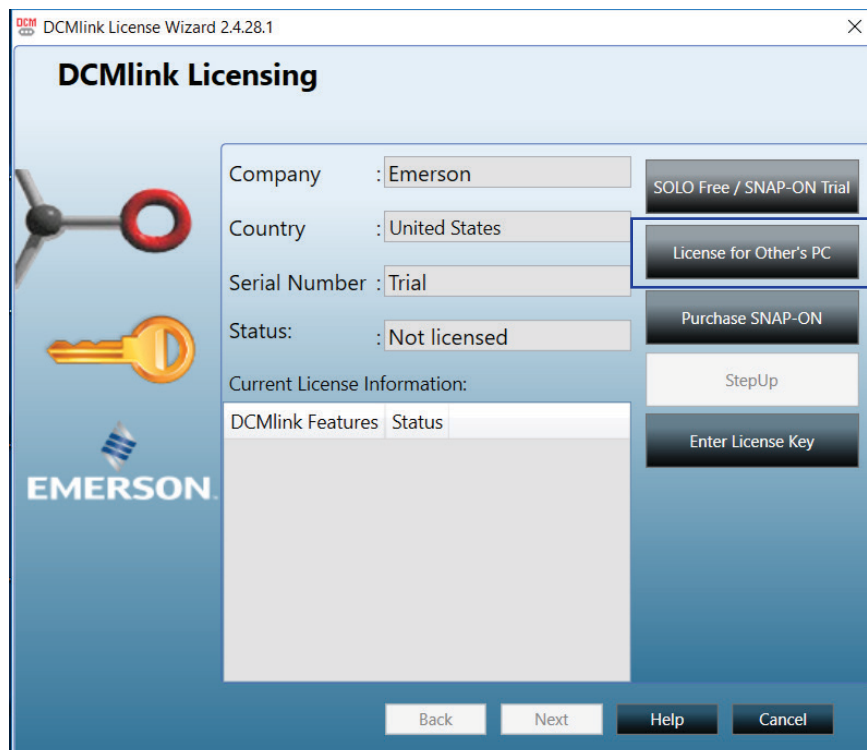 DCM DCMlink License Wizard 2.4.28.1
DCMlink Licensing
Company : Emerson
Country : United States
Serial Number : Trial
Status: : Not licensed
Current License Information:
DCMlink Features Status
SOLO Free / SNAP-ON Trial
License for Other's PC
Purchase SNAP-ON
StepUp
Enter License Key
EMERSON.
Back Next Help Cancel